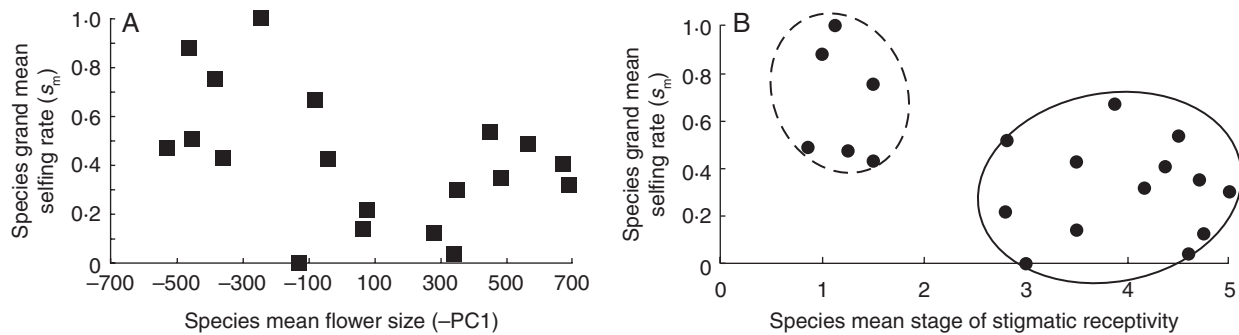 A
Species grand mean
selfing rate (sm)
1·0
0·8
0·6
0·4
0·2
0
–700 –500 –300 –100 100 300 500 700
Species mean flower size (–PC1)
B
Species grand mean
selfing rate (sm)
1·0
0·8
0·6
0·4
0·2
0
0 1 2 3 4 5
Species mean stage of stigmatic receptivity